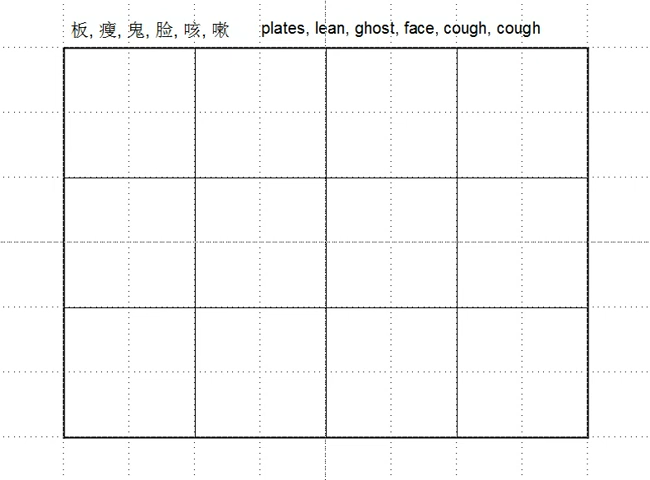 板, 瘦, 鬼, 脸, 咳, 嗽 plates, lean, ghost, face, cough, cough